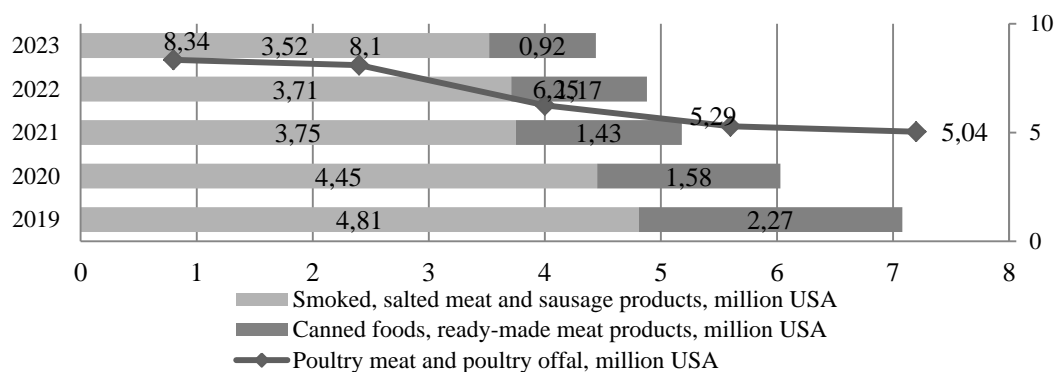 10
2023 8,34 3,52 8,1 0,92
2022 3,71 6,25 1,17
5,29
2021 3,75 1,43 5,04 5
2020 4,45 1,58
2019 4,81 2,27 0
0 1 2 3 4 5 6 7 8
Smoked, salted meat and sausage products, million USA
Canned foods, ready-made meat products, million USA
Poultry meat and poultry offal, million USA